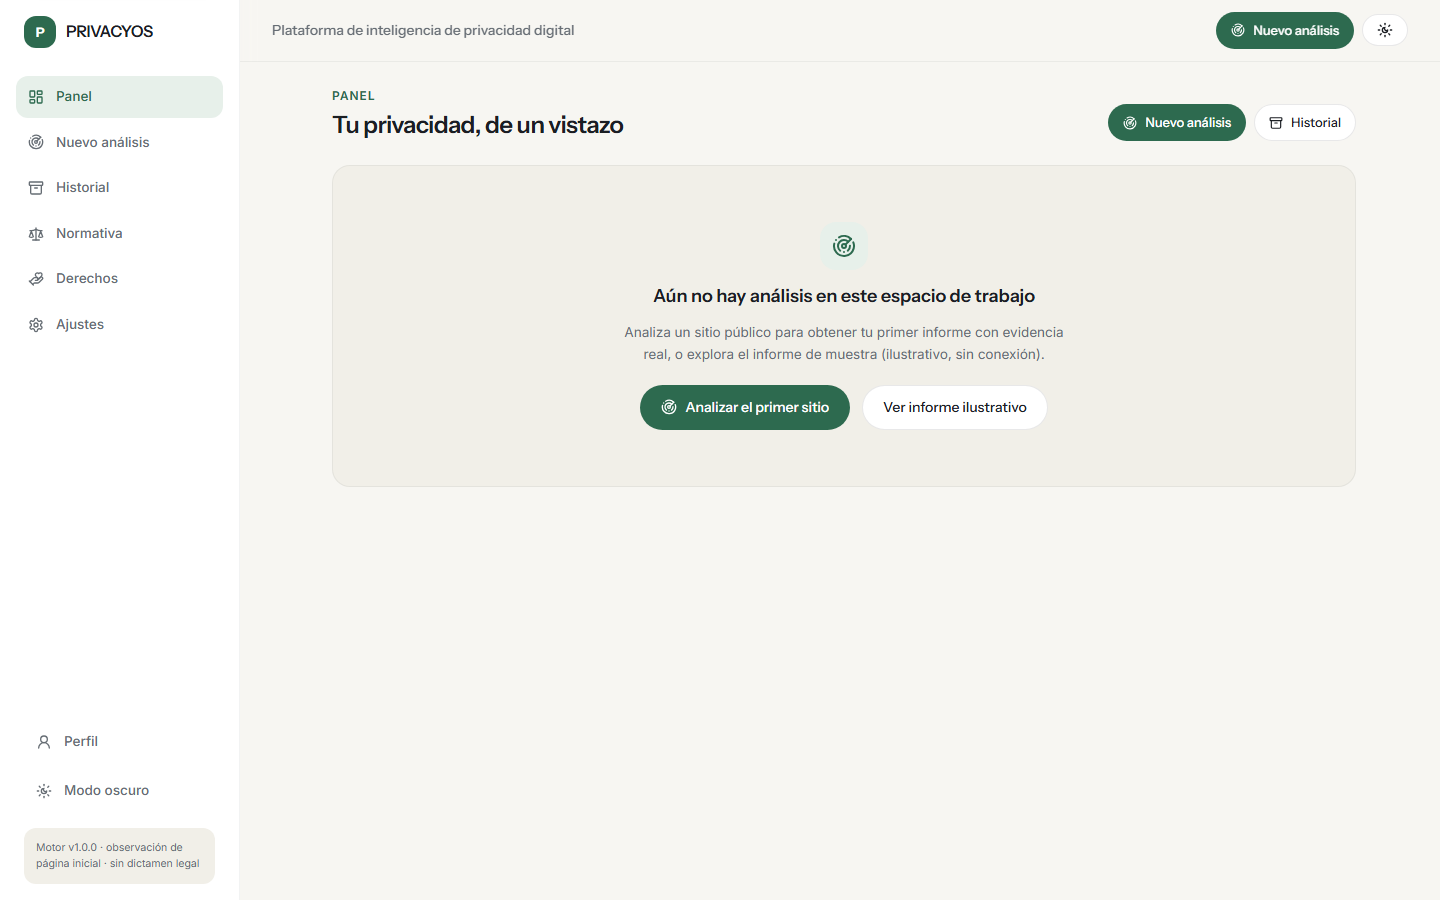 P PRIVACYOS
Panel
Nuevo análisis
Historial
Normativa
Derechos
Ajustes
Perfil
Modo oscuro
Motor v1.0.0 · observación de
página inicial · sin dictamen legal
Plataforma de inteligencia de privacidad digital
Nuevo análisis
PANEL
Tu privacidad, de un vistazo
Nuevo análisis
Historial
Aún no hay análisis en este espacio de trabajo
Analiza un sitio público para obtener tu primer informe con evidencia
real, o explora el informe de muestra (ilustrativo, sin conexión).
Analizar el primer sitio
Ver informe ilustrativo